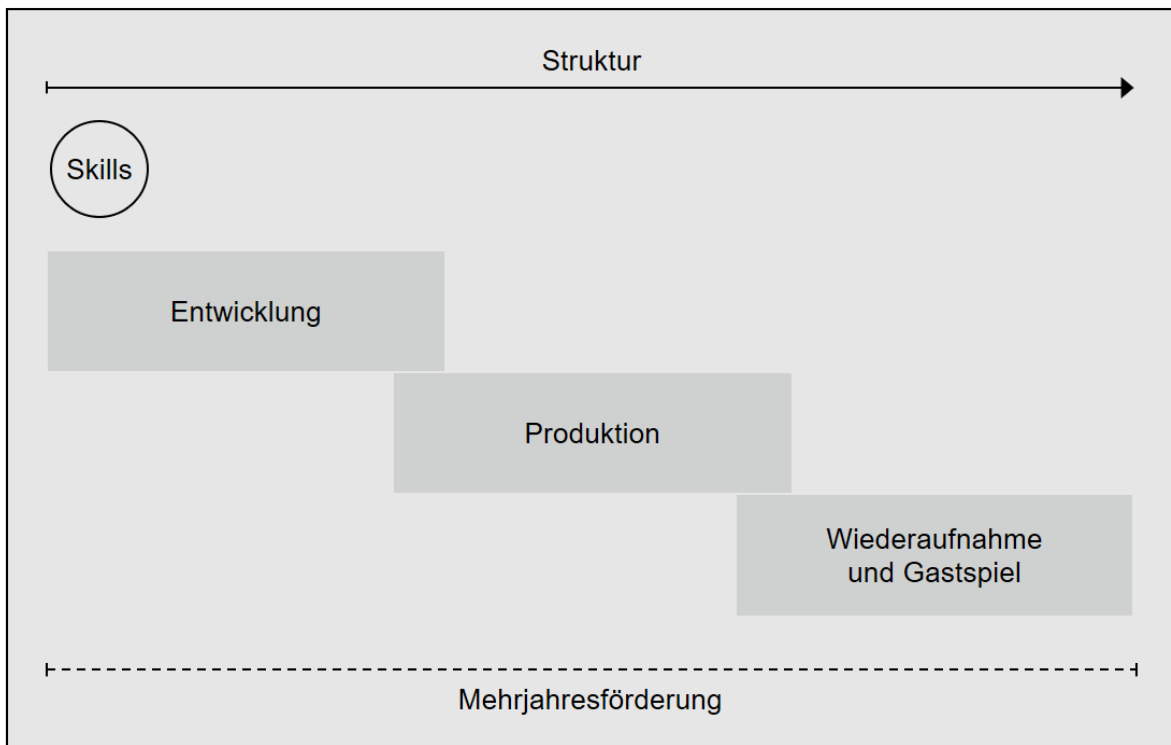 Struktur
Skills
Entwicklung
Produktion
Wiederaufnahme
und Gastspiel
Mehrjahresförderung